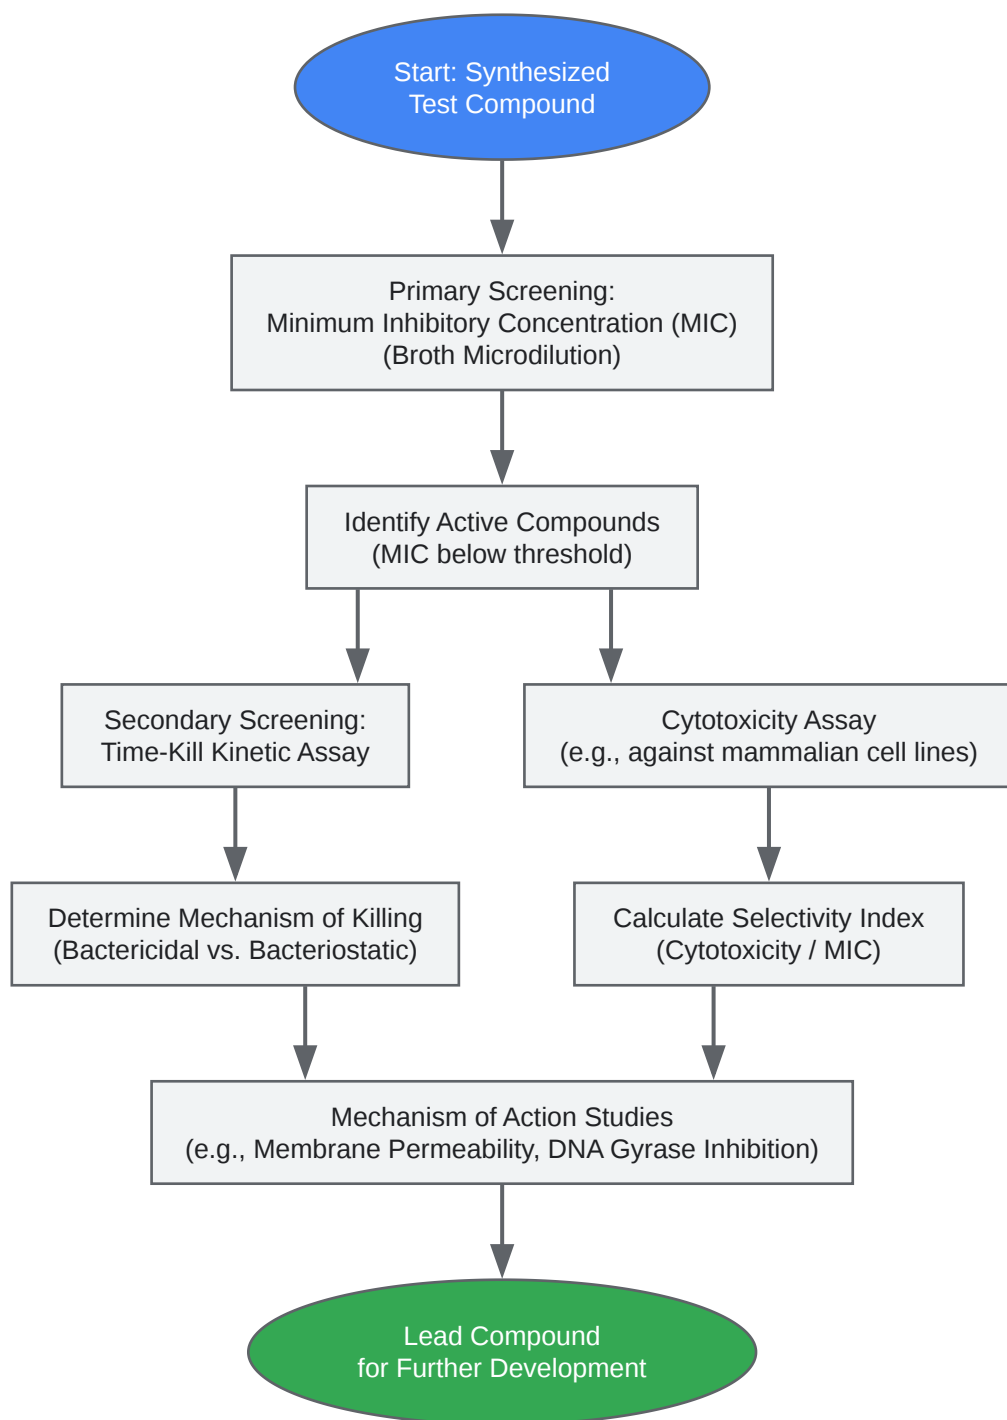 Start: Synthesized
Test Compound
Primary Screening:
Minimum Inhibitory Concentration (MIC)
(Broth Microdilution)
Identify Active Compounds
(MIC below threshold)
Secondary Screening:
Time-Kill Kinetic Assay
Cytotoxicity Assay
(e.g., against mammalian cell lines)
Determine Mechanism of Killing
(Bactericidal vs. Bacteriostatic)
Calculate Selectivity Index
(Cytotoxicity / MIC)
Mechanism of Action Studies
(e.g., Membrane Permeability, DNA Gyrase Inhibition)
Lead Compound
for Further Development